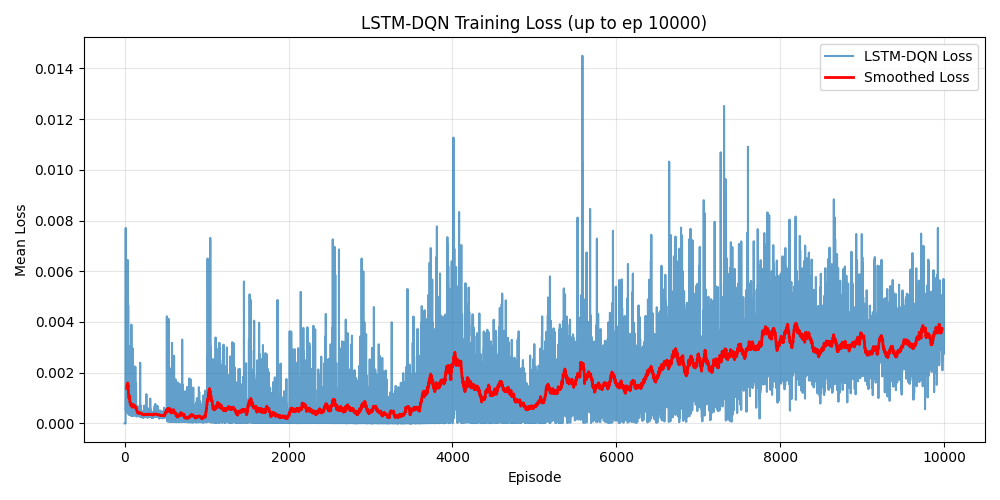 LSTM-DQN Training Loss (up to ep 10000)
LSTM-DQN Loss
Smoothed Loss
Mean Loss
0.014
0.012
0.010
0.008
0.006
0.004
0.002
0.000
0 2000 4000 6000 8000 10000
Episode